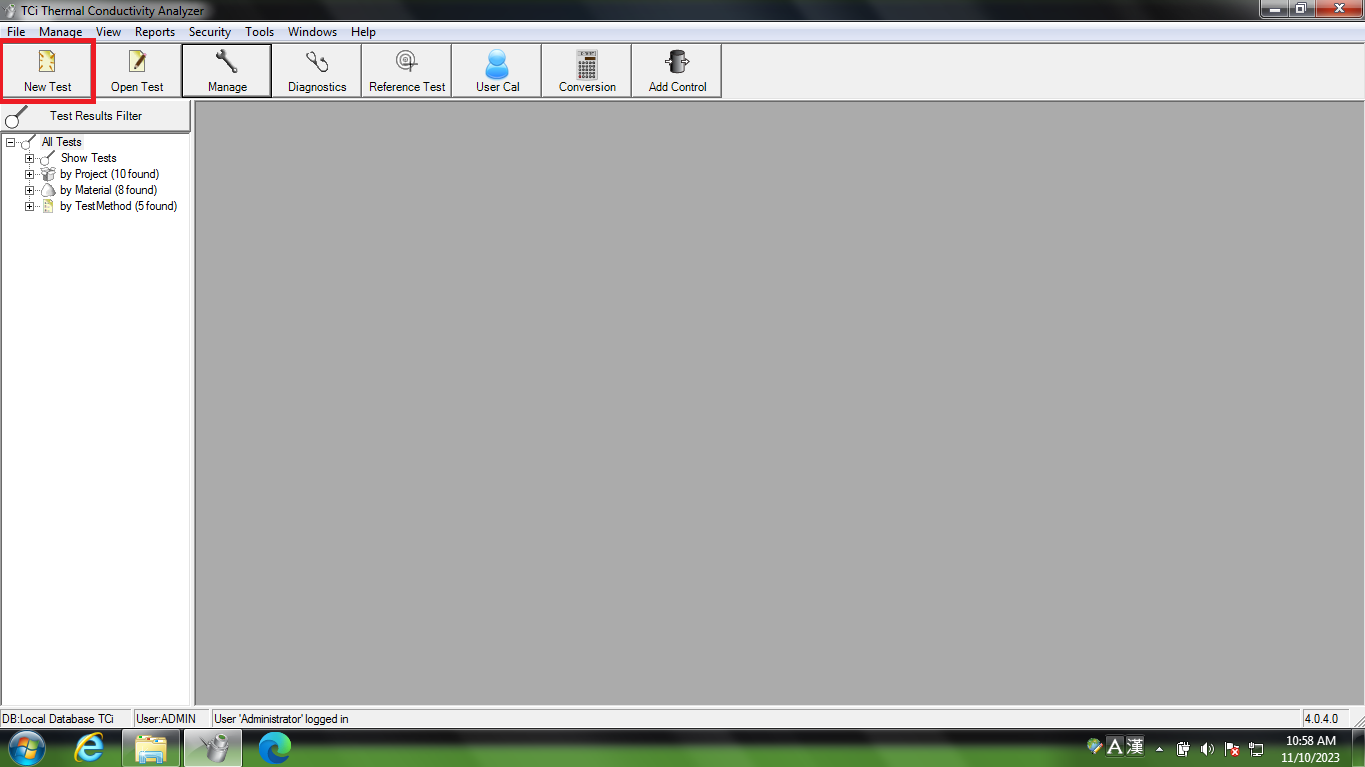 TCi Thermal Conductivity Analyzer
File Manage View Reports Security Tools Windows Help
New Test Open Test Manage Diagnostics Reference Test User Cal Conversion Add Control
Test Results Filter
All Tests
Show Tests
by Project (10 found)
by Material (8 found)
by TestMethod (5 found)
DB:Local Database TCi User:ADMIN User 'Administrator' logged in 4.0.4.0
A 漢 10:58 AM
11/10/2023